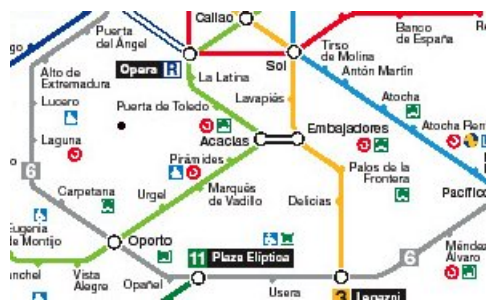 Callao
Puerta
del Ángel
Banco
de España
Tirso
de Molina
Sol
Opera R
Alto de
Extremadura
La Latina
Antón Martín
Lucero
Puerta de Toledo
Lavapiés
Atocha
Laguna
Acacias
Embajadores
Atocha Ren
Pirámides
6
Palos de la
Frontera
Carpetana
Urgel
Marqués
de Vadillo
Delicias
Pacífico
Eugenia
de Montijo
Oporto
11 Plaza Elíptica
6
Méndez
Álvaro
Vista
Alegre
Opañel
Usera
3 Legazpi